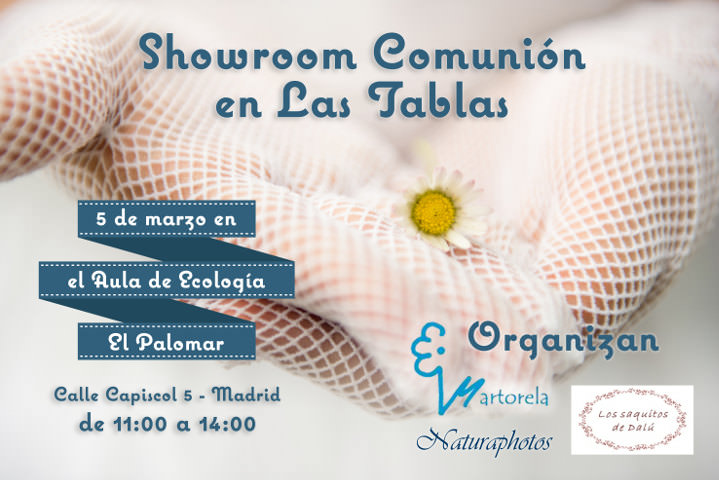 Showroom Comunión
en Las Tablas
5 de marzo en
el Aula de Ecología
El Palomar
Calle Capiscol 5 - Madrid
de 11:00 a 14:00
Organizan
Martorela
Naturaphotos
Los saquitos
de Dalú